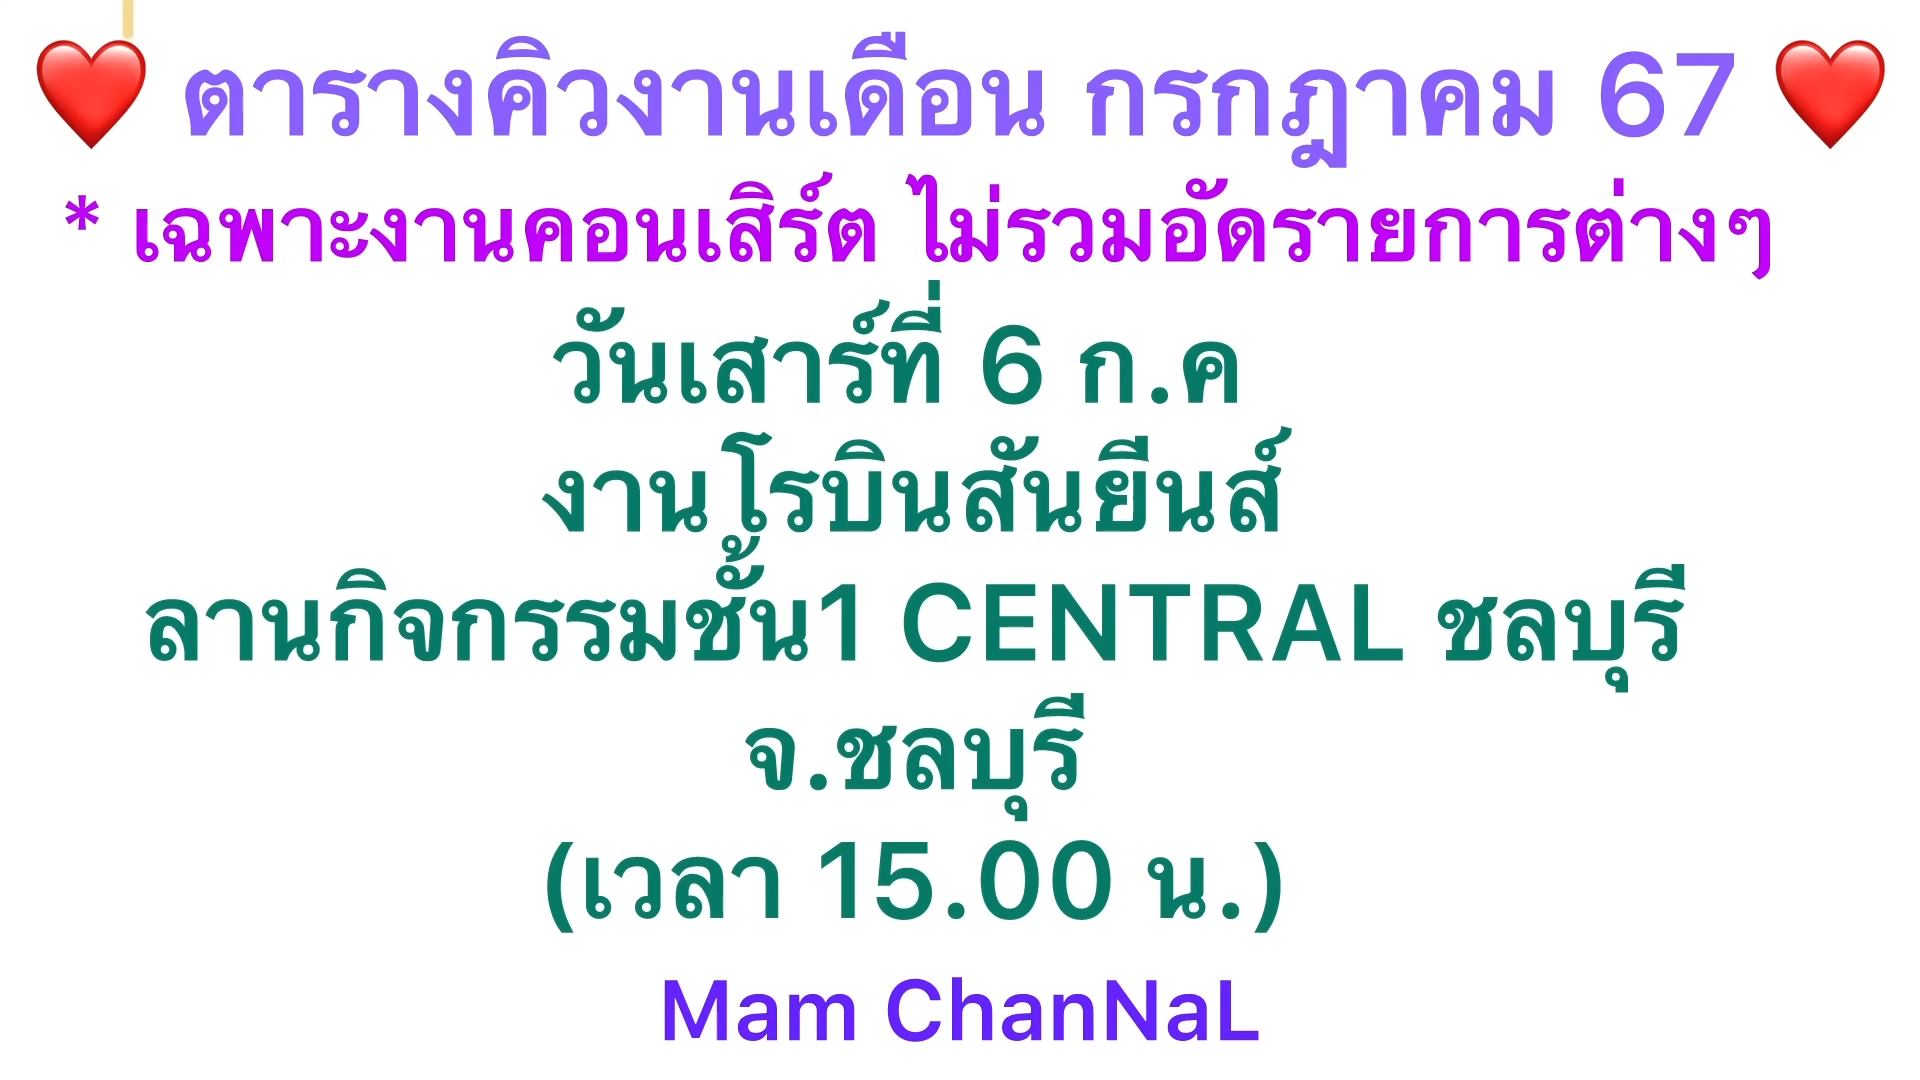 ❤️ ตารางคิวงานเดือน กรกฎาคม 67 ❤️
* เฉพาะงานคอนเสิร์ต ไม่รวมอัดรายการต่างๆ
วันเสาร์ที่ 6 ก.ค
งานโรบินสันยีนส์
ลานกิจกรรมชั้น1 CENTRAL ชลบุรี
จ.ชลบุรี
(เวลา 15.00 น.)
Mam ChanNaL